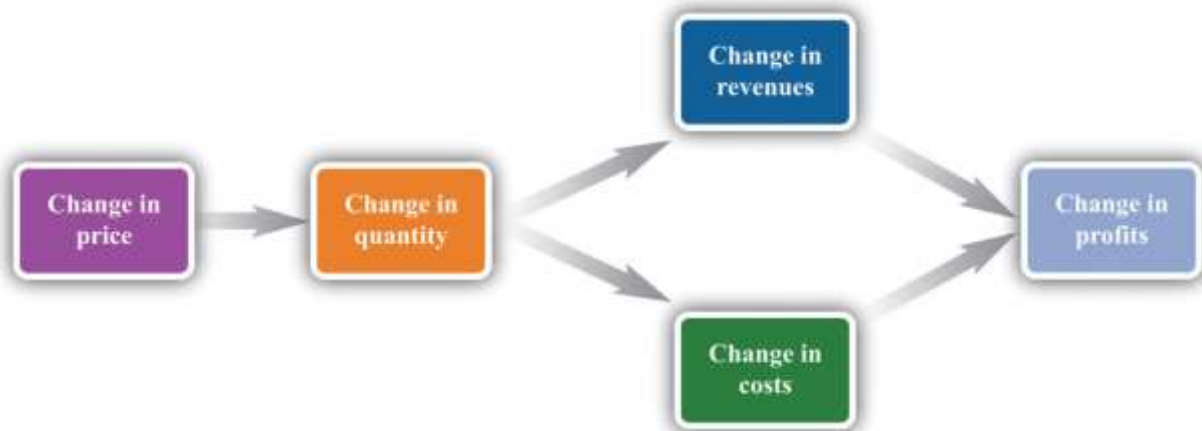 Change in
price
Change in
quantity
Change in
revenues
Change in
costs
Change in
profits